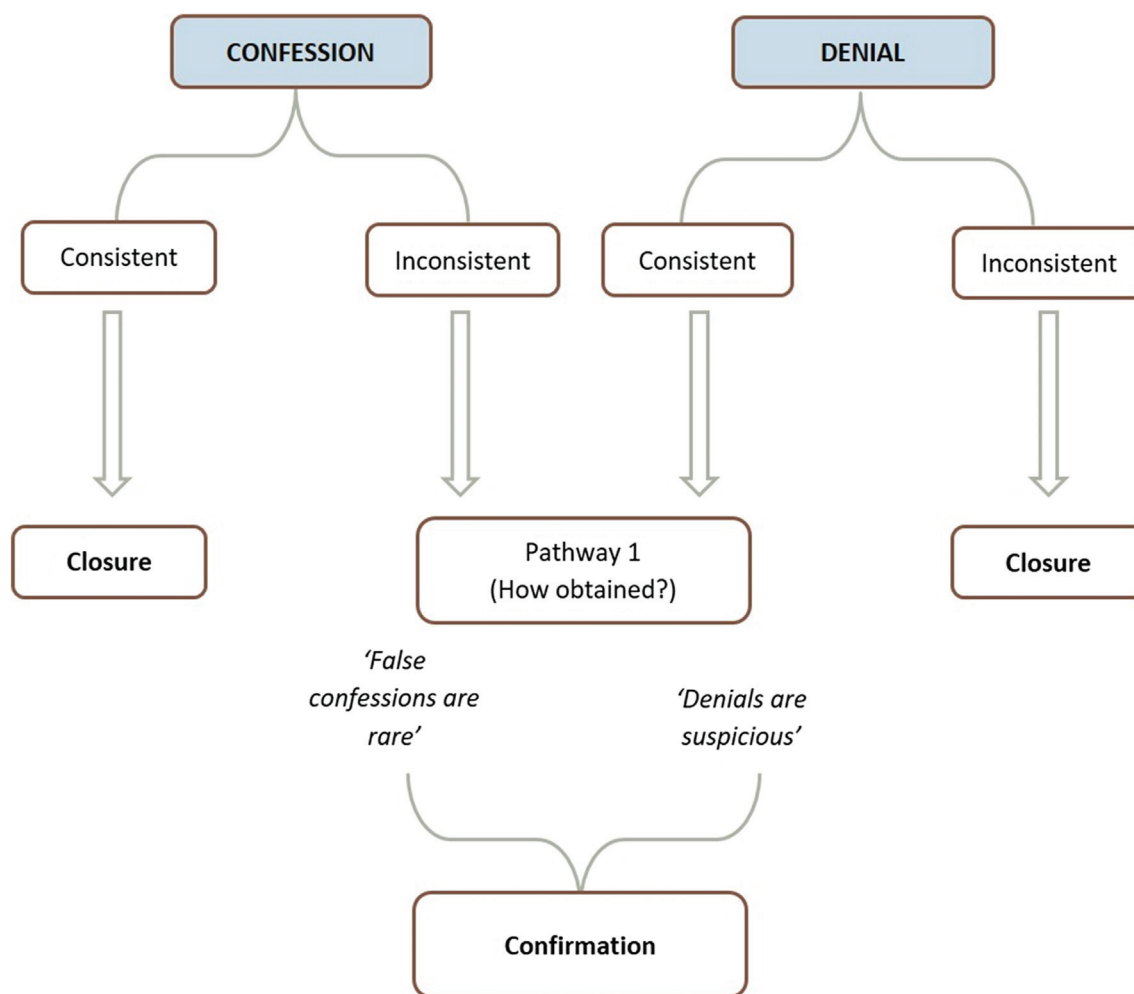 CONFESSION
DENIAL
Consistent
Inconsistent
Consistent
Inconsistent
Closure
Pathway 1
(How obtained?)
Closure
‘False
confessions are
rare’
‘Denials are
suspicious’
Confirmation